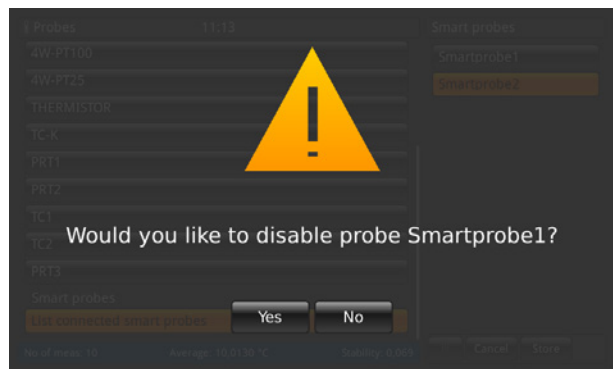 Probes 11:13
Smart probes
4W-PT100
Smartprobe1
4W-PT25
Smartprobe2
THERMISTOR
TC-K
PRT1
PRT2
TC1
Would you like to disable probe Smartprobe1?
TC2
PRT3
Smart probes
List connected smart probes
Yes No
No of meas: 10 Average: 10,0130 °C Stability: 0,063
Cancel Store